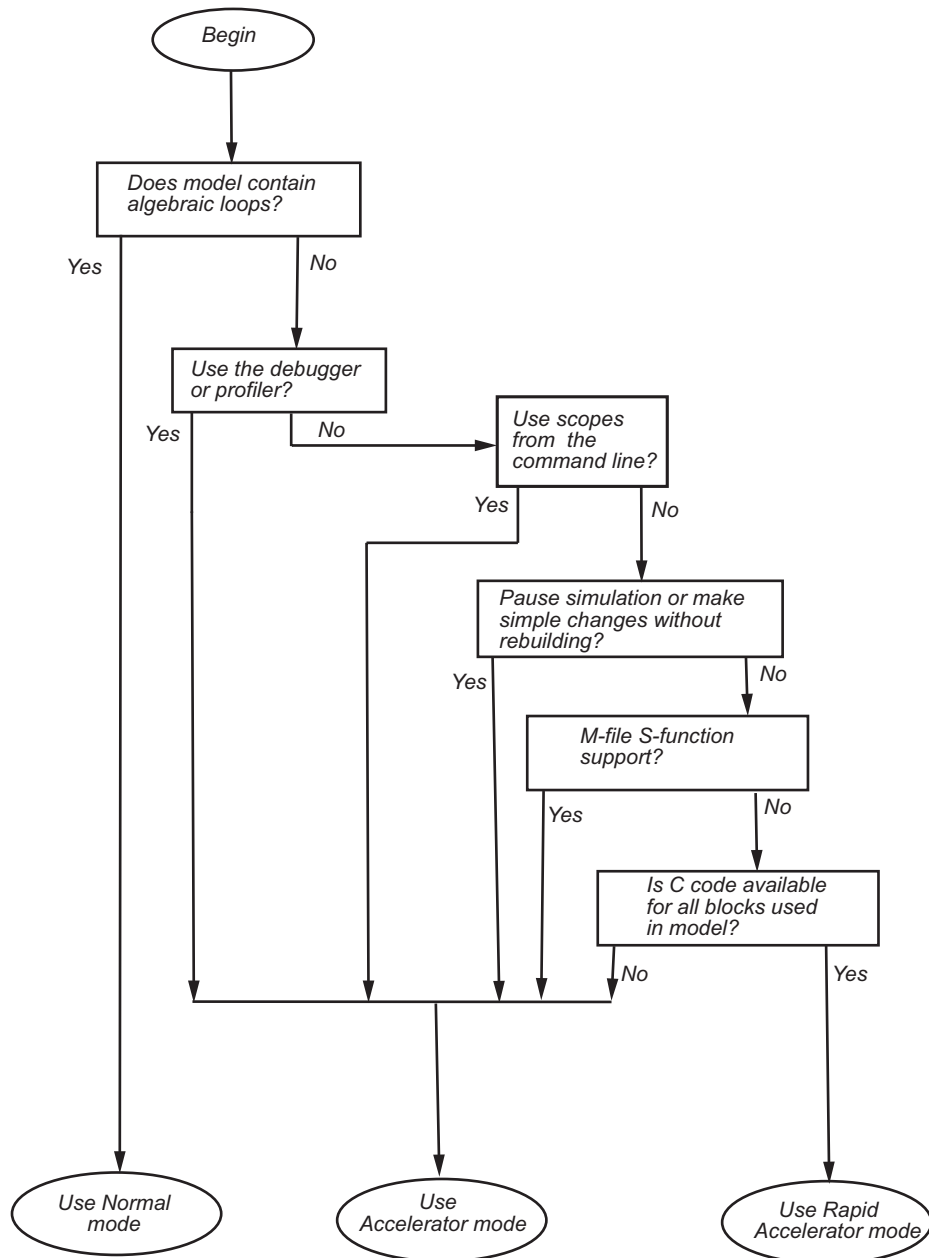 Begin
Does model contain
algebraic loops?
Yes
No
Use the debugger
or profiler?
Yes
No
Use scopes
from the
command line?
Yes
No
Pause simulation or make
simple changes without
rebuilding?
Yes
No
M-file S-function
support?
Yes
No
Is C code available
for all blocks used
in model?
No
Yes
Use Normal
mode
Use
Accelerator mode
Use Rapid
Accelerator mode